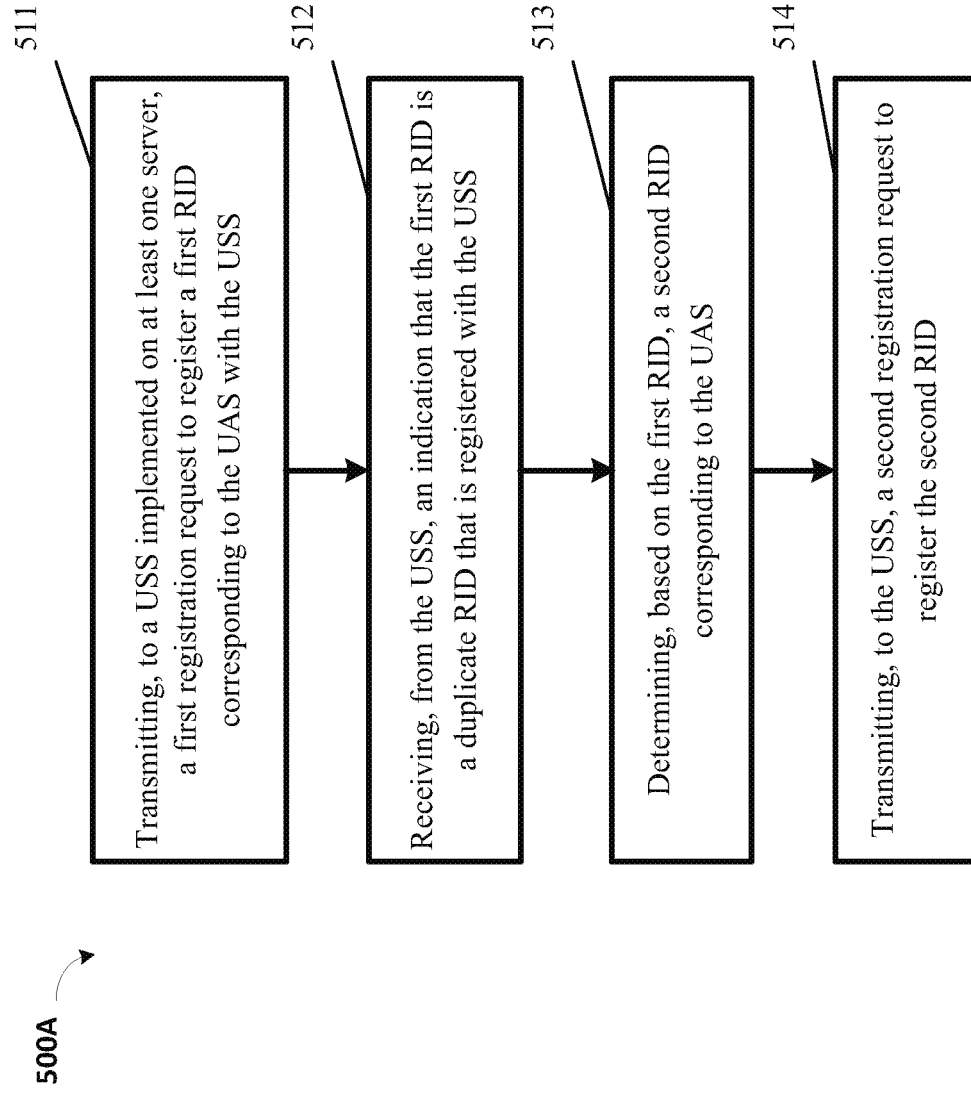 500A
511
Transmitting, to a USS implemented on at least one server,
a first registration request to register a first RID
corresponding to the UAS with the USS
512
Receiving, from the USS, an indication that the first RID is
a duplicate RID that is registered with the USS
513
Determining, based on the first RID, a second RID
corresponding to the UAS
514
Transmitting, to the USS, a second registration request to
register the second RID